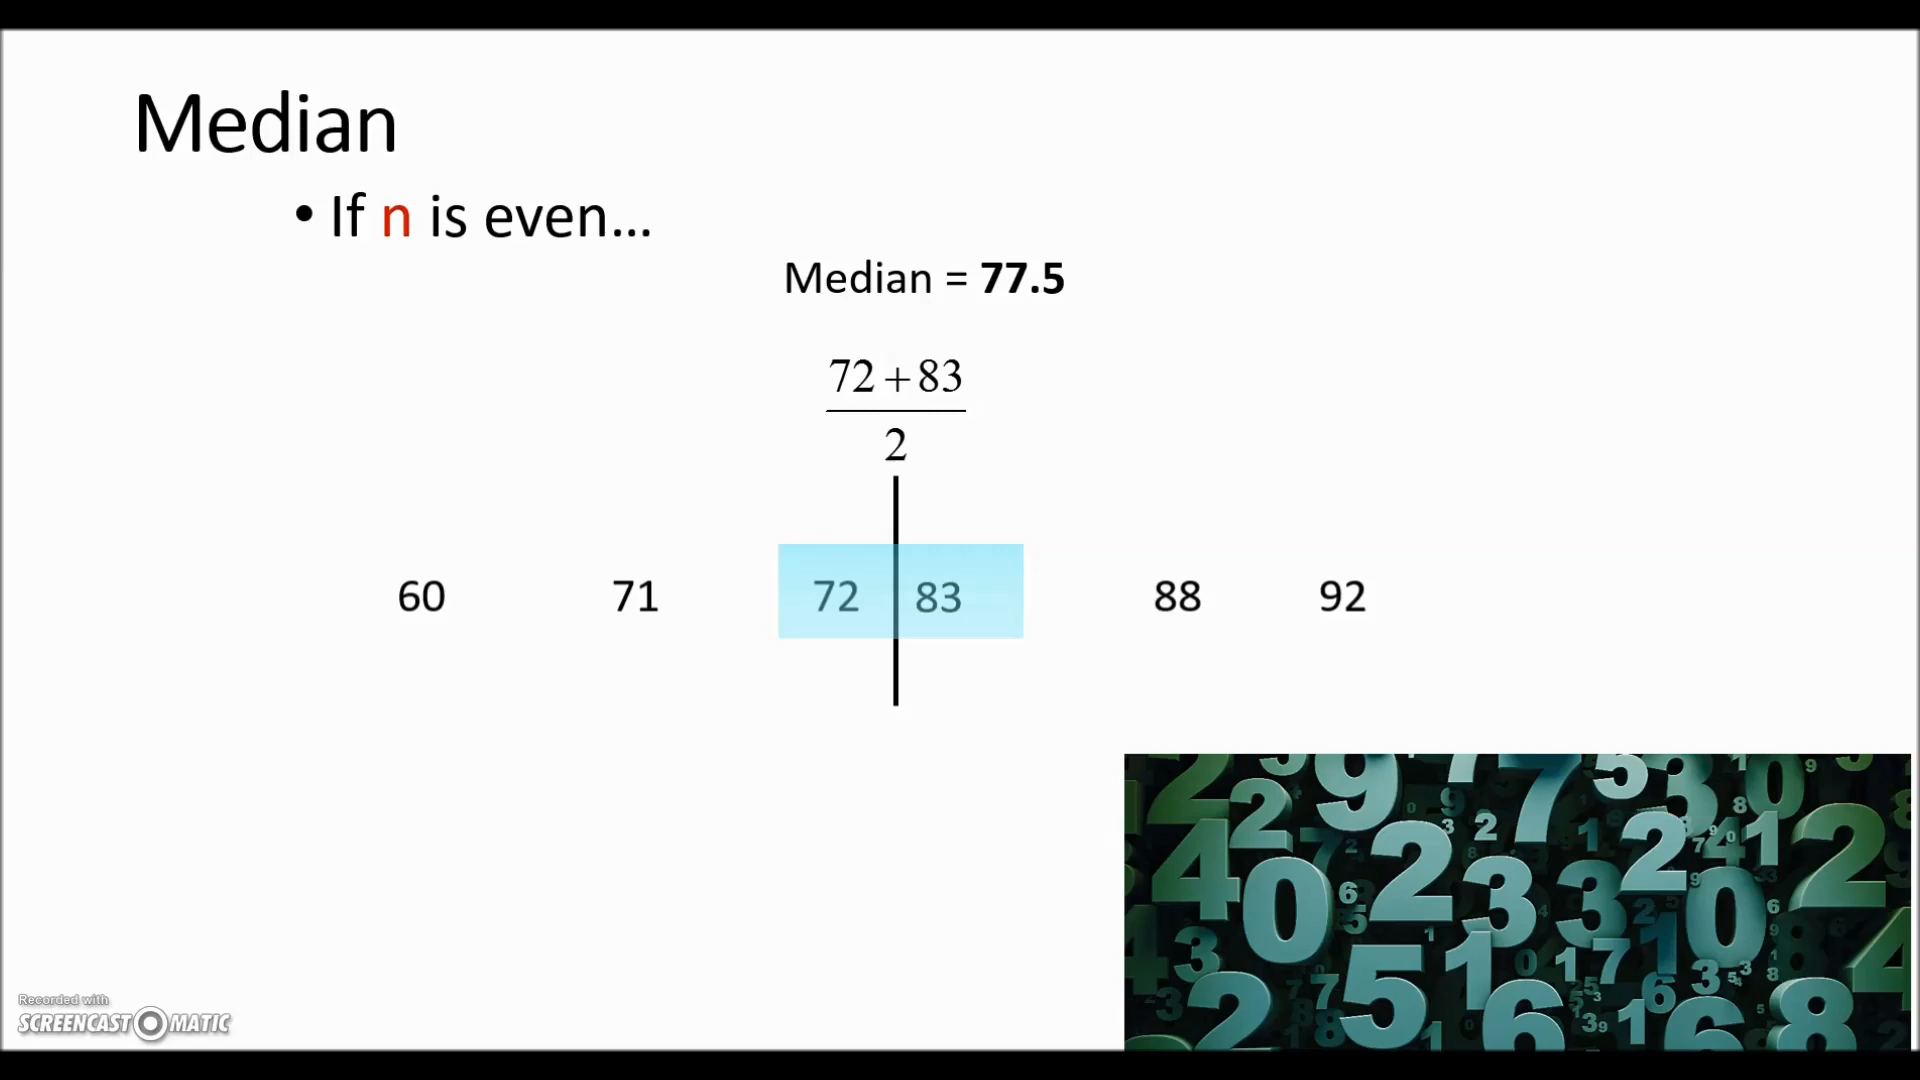 Median
• If n is even...
Median = 77.5
72 + 83
2
60 71 72 83 88 92
Recorded with
SCREENCAST MATIC